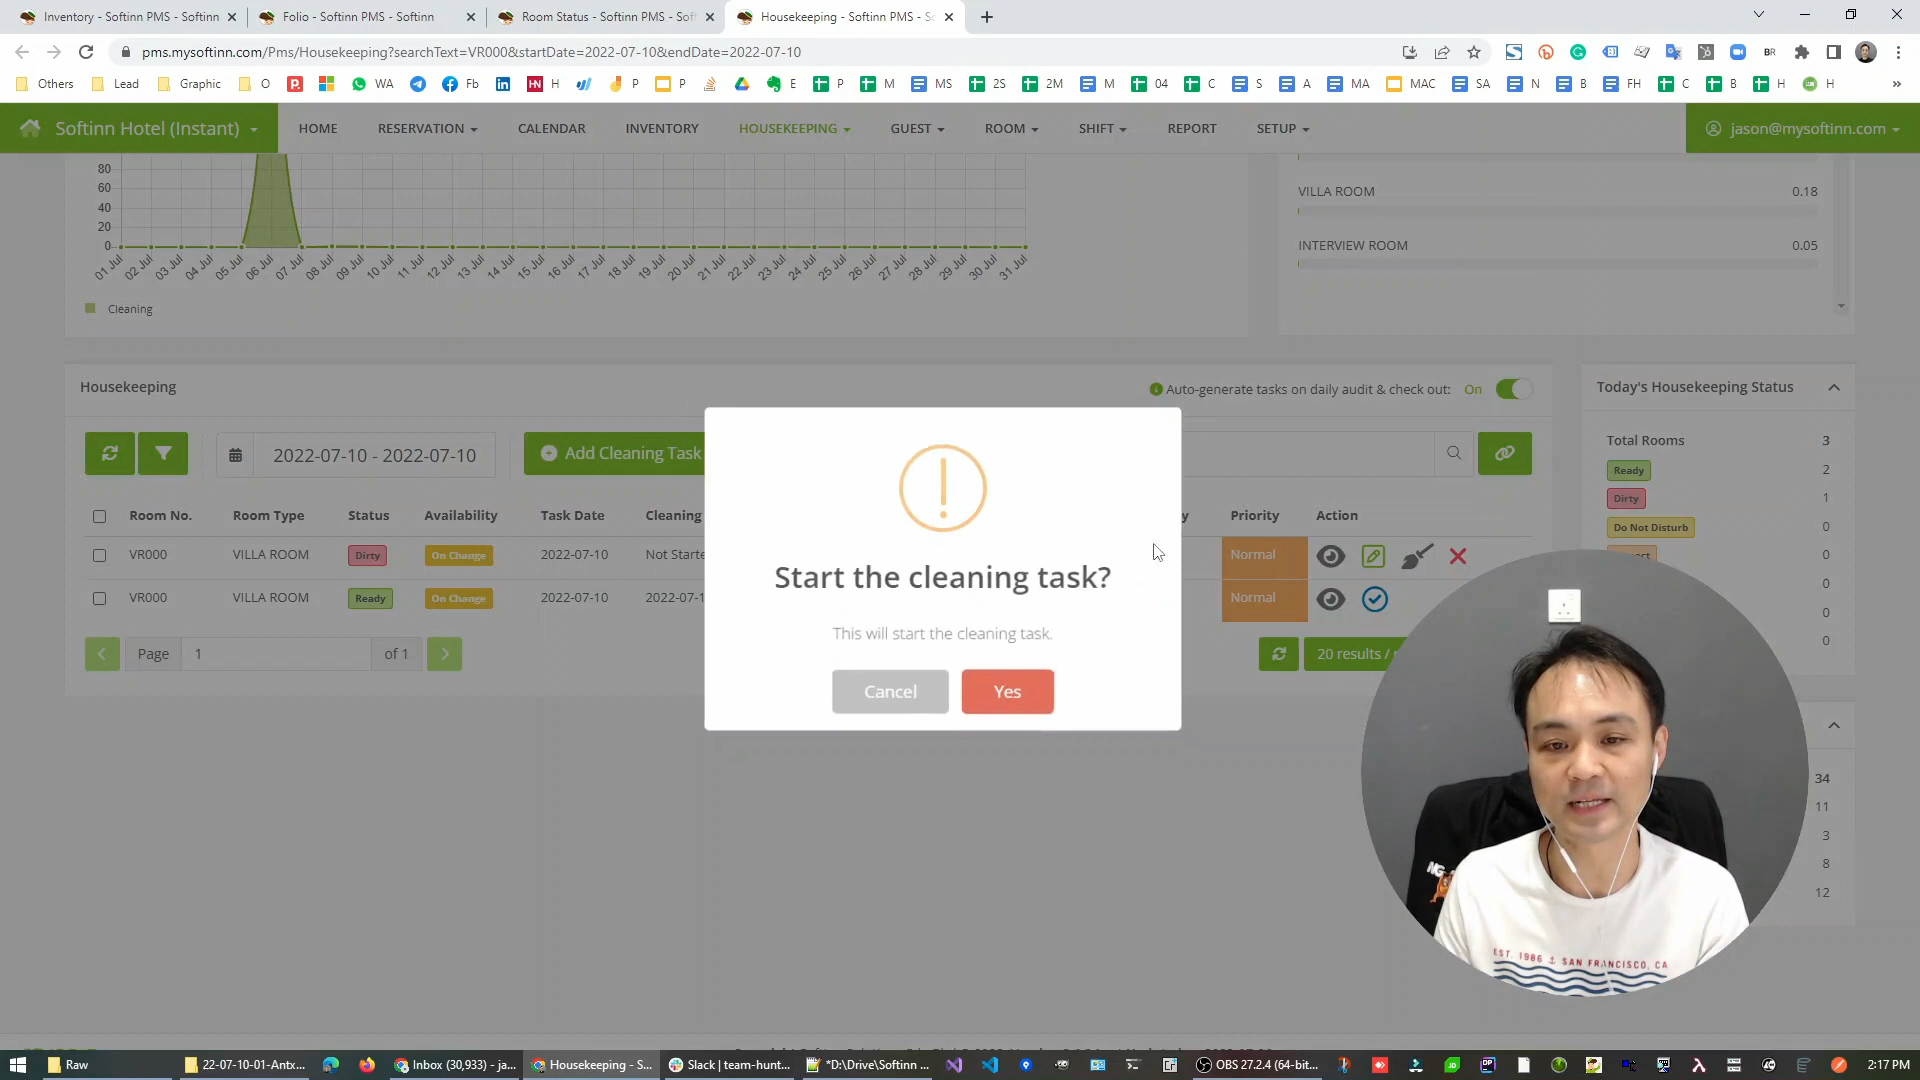 Inventory - Softinn PMS - Softinn
Folio - Softinn PMS - Softinn
Room Status - Softinn PMS - Soft
Housekeeping - Softinn PMS - So
pms.mysoftinn.com/Pms/Housekeeping?searchText=VR000&startDate=2022-07-10&endDate=2022-07-10
BR
Others Lead Graphic O WA Fb H P P E P M MS 2S 2M M 04 C S A MA MAC SA N B FH C B H H »
Softinn Hotel (Instant) HOME RESERVATION CALENDAR INVENTORY HOUSEKEEPING GUEST ROOM SHIFT REPORT SETUP jason@mysoftinn.com
80
60
40
20
0
01 Jul 02 Jul 03 Jul 04 Jul 05 Jul 06 Jul 07 Jul 08 Jul 09 Jul 10 Jul 11 Jul 12 Jul 13 Jul 14 Jul 15 Jul 16 Jul 17 Jul 18 Jul 19 Jul 20 Jul 21 Jul 22 Jul 23 Jul 24 Jul 25 Jul 26 Jul 27 Jul 28 Jul 29 Jul 30 Jul 31 Jul
Cleaning
VILLA ROOM 0.18
INTERVIEW ROOM 0.05
Housekeeping
Auto-generate tasks on daily audit & check out: On
2022-07-10 - 2022-07-10
Add Cleaning Task
Room No. Room Type Status Availability Task Date Cleaning y Priority Action
VR000 VILLA ROOM Dirty On Change 2022-07-10 Not Starte Normal
VR000 VILLA ROOM Ready On Change 2022-07-10 2022-07-1 Normal
Page 1 of 1
20 results /
Start the cleaning task?
This will start the cleaning task.
Cancel
Yes
Today's Housekeeping Status
Total Rooms 3
Ready 2
Dirty 1
Do Not Disturb 0
0
0
0
0
34
11
3
8
12
EST. 1986 SAN FRANCISCO, CA
Raw
22-07-10-01-Antx...
Inbox (30,933) - ja...
Housekeeping - S...
Slack | team-hunt...
*D:\Drive\Softinn ...
OBS 27.2.4 (64-bit...
2:17 PM